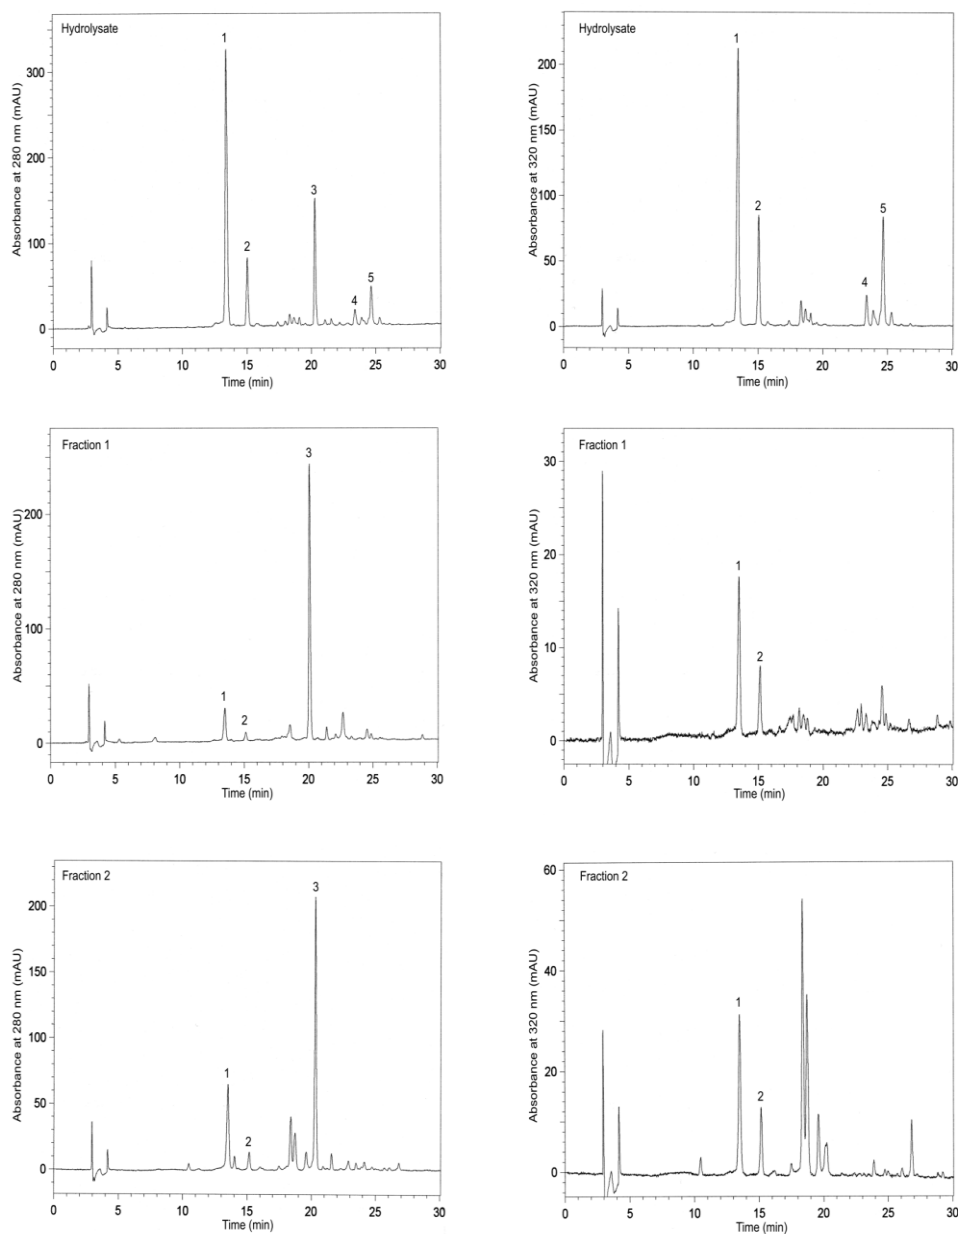 Hydrolysate
Absorbance at 280 nm (mAU)
300
200
100
0
1
2
3
4
5
0 5 10 15 20 25 30
Time (min)
Hydrolysate
Absorbance at 320 nm (mAU)
200
150
100
50
0
1
2
4
5
0 5 10 15 20 25 30
Time (min)
Fraction 1
Absorbance at 280 nm (mAU)
200
100
0
1
2
3
0 5 10 15 20 25 30
Time (min)
Fraction 1
Absorbance at 320 nm (mAU)
30
20
10
0
1
2
0 5 10 15 20 25 30
Time (min)
Fraction 2
Absorbance at 280 nm (mAU)
200
150
100
50
0
1
2
3
0 5 10 15 20 25 30
Time (min)
Fraction 2
Absorbance at 320 nm (mAU)
60
40
20
0
1
2
0 5 10 15 20 25 30
Time (min)